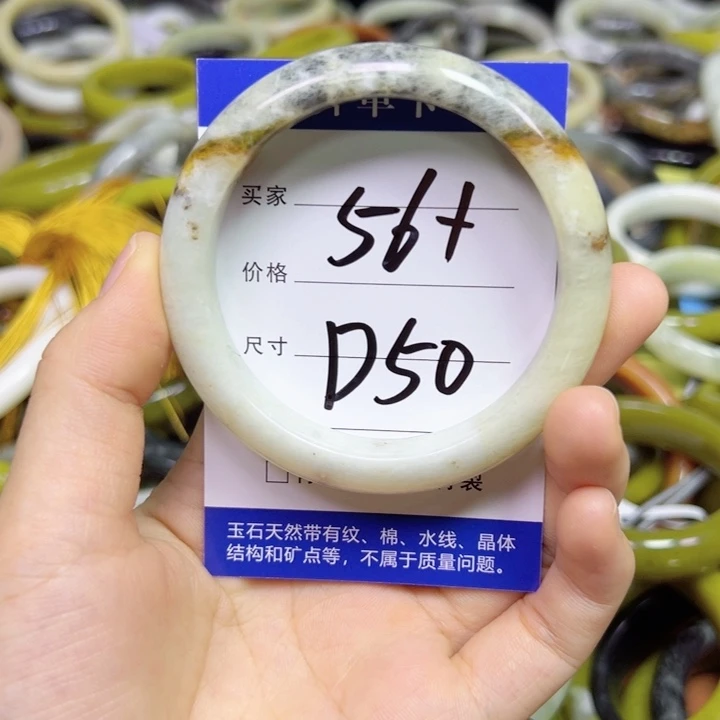 买家
56+
价格
尺寸
D50
玉石天然带有纹、棉、水线、晶体
结构和矿点等，不属于质量问题。